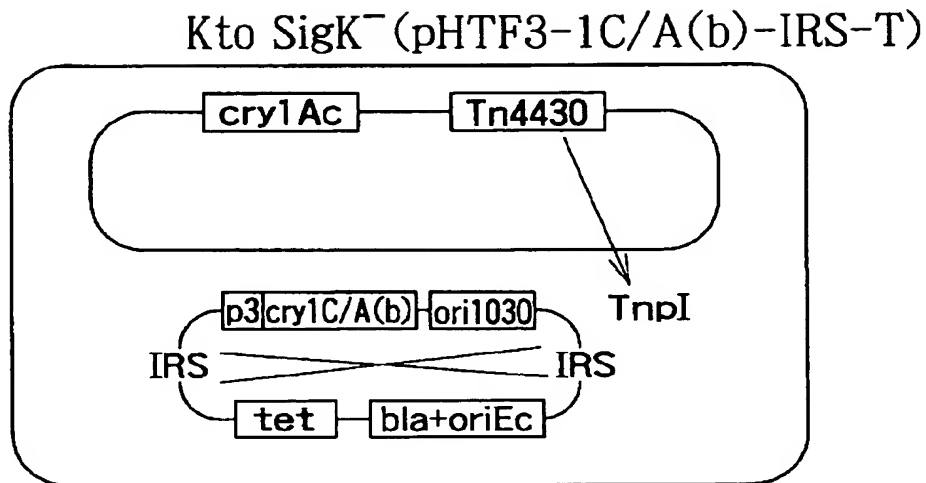 Kto SigK⁻(pHTF3-1C/A(b)-IRS-T)
cry1Ac Tn4430
TnpI
p3 cry1C/A(b) ori1030
IRS IRS
tet bla+oriEc